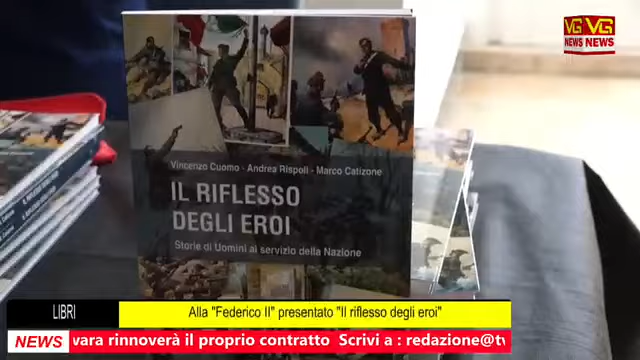 VG VG
NEWS NEWS
Vincenzo Cuomo - Andrea Rispoli - Marco Catizone
IL RIFLESSO
DEGLI EROI
Storie di Uomini al servizio della Nazione
LIBRI
Alla "Federico II" presentato "Il riflesso degli eroi"
NEWS
vara rinnoverà il proprio contratto Scrivi a : redazione@tv